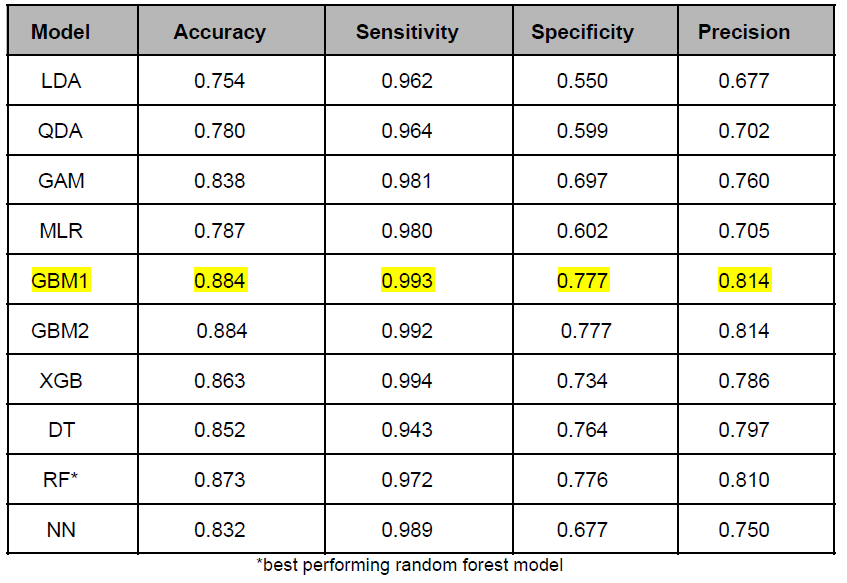 Model Accuracy Sensitivity Specificity Precision
LDA 0.754 0.962 0.550 0.677
QDA 0.780 0.964 0.599 0.702
GAM 0.838 0.981 0.697 0.760
MLR 0.787 0.980 0.602 0.705
GBM1 0.884 0.993 0.777 0.814
GBM2 0.884 0.992 0.777 0.814
XGB 0.863 0.994 0.734 0.786
DT 0.852 0.943 0.764 0.797
RF* 0.873 0.972 0.776 0.810
NN 0.832 0.989 0.677 0.750
*best performing random forest model